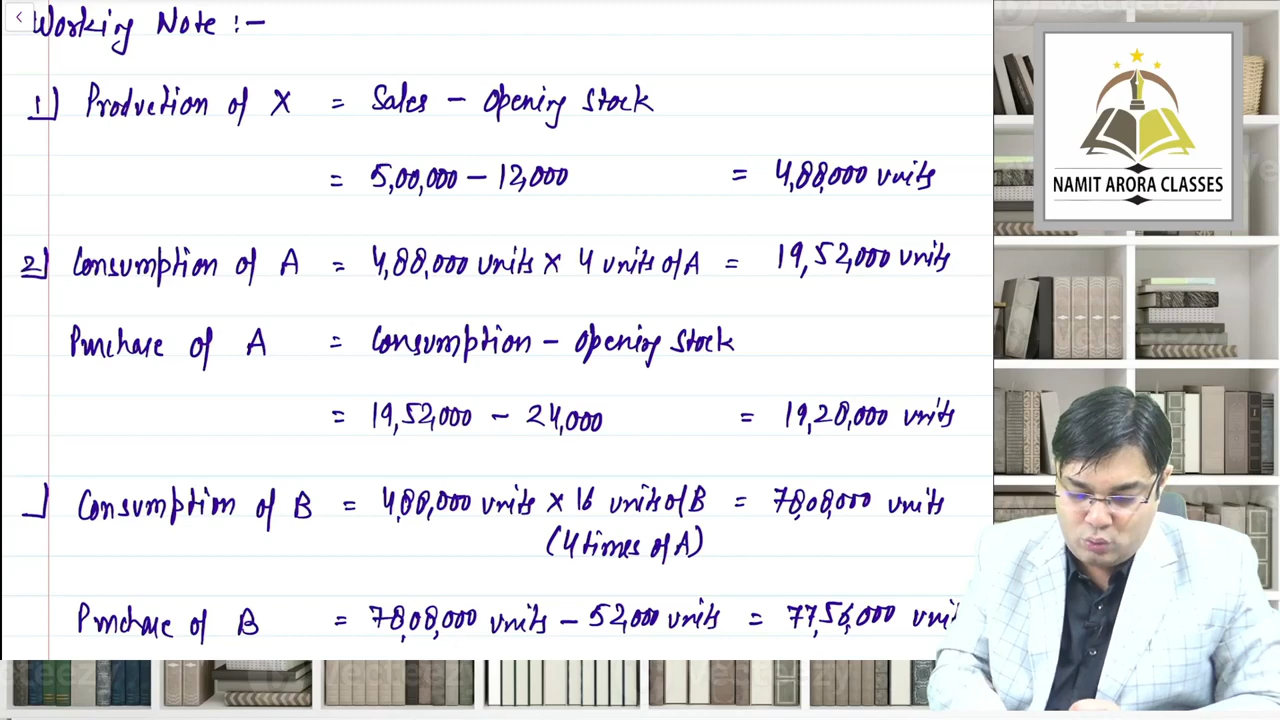 Working Note :-
1] Production of X = Sales - Opening Stock
= 5,00,000 - 12,000 = 4,88,000 units
2] Consumption of A = 4,88,000 units X 4 units of A = 19,52,000 units
Purchase of A = Consumption - Opening Stock
= 19,52,000 - 24,000 = 19,28,000 units
] Consumption of B = 4,88,000 units X 16 units of B = 78,08,000 units
(4 times of A)
Purchase of B = 78,08,000 units - 52,000 units = 77,56,000 unit
NAMIT ARORA CLASSES
vecteezy